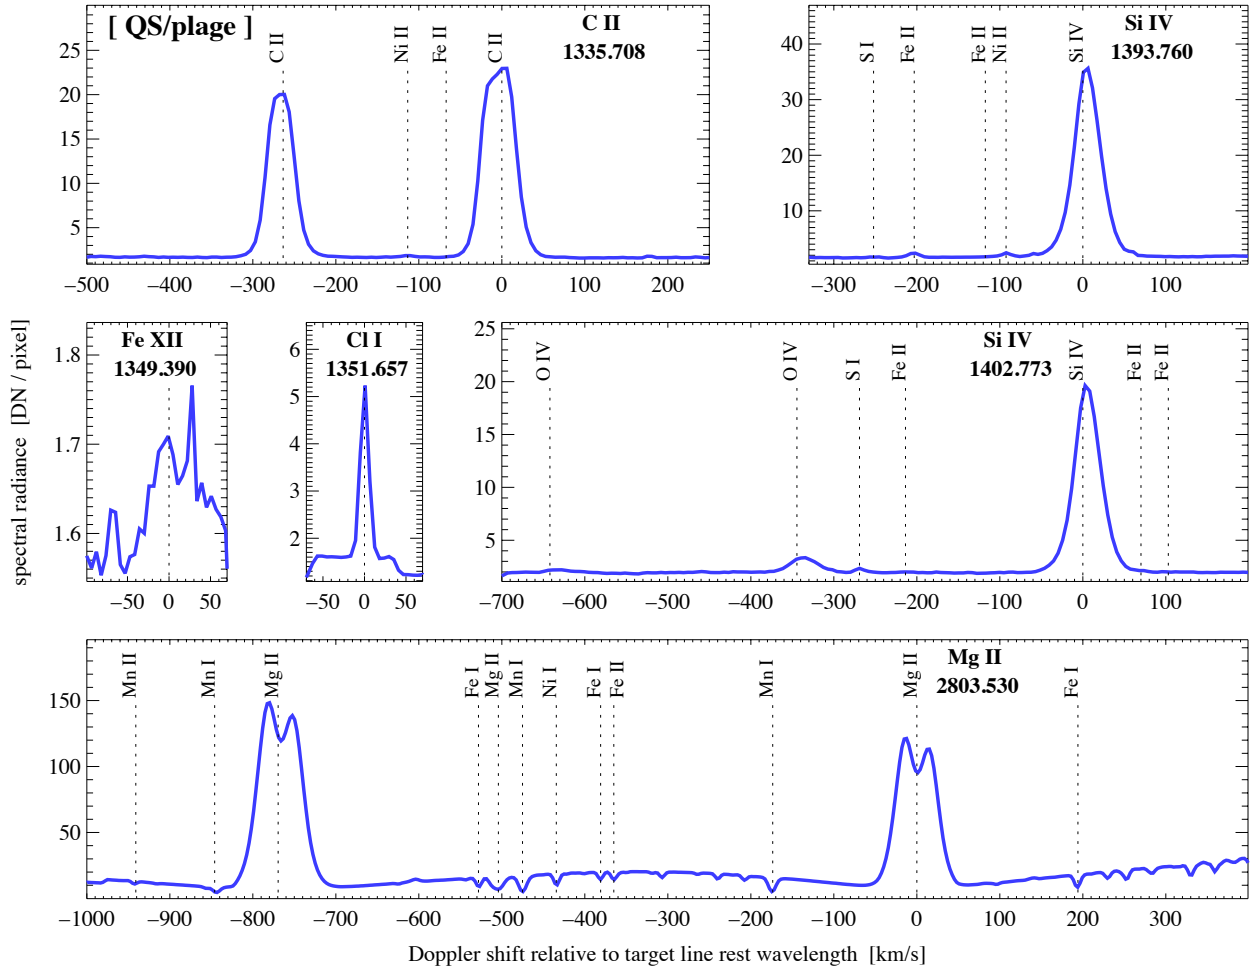 [ QS/plage ]
C II
1335.708
C II
Ni II
Fe II
C II
25
20
15
10
5
−500 −400 −300 −200 −100 0 100 200
Si IV
1393.760
S I
Fe II
Fe II
Ni II
Si IV
40
30
20
10
−300 −200 −100 0 100
spectral radiance [DN / pixel]
Fe XII
1349.390
1.8
1.7
1.6
−50 0 50
Cl I
1351.657
6
5
4
3
2
−50 0 50
Si IV
1402.773
O IV
O IV
S I
Fe II
Si IV
Fe II
Fe II
25
20
15
10
5
−700 −600 −500 −400 −300 −200 −100 0 100
Mg II
2803.530
Mn II
Mn I
Mg II
Fe I
Mg II
Mn I
Ni I
Fe I
Fe II
Mn I
Mg II
Fe I
150
100
50
−1000 −900 −800 −700 −600 −500 −400 −300 −200 −100 0 100 200 300
Doppler shift relative to target line rest wavelength [km/s]